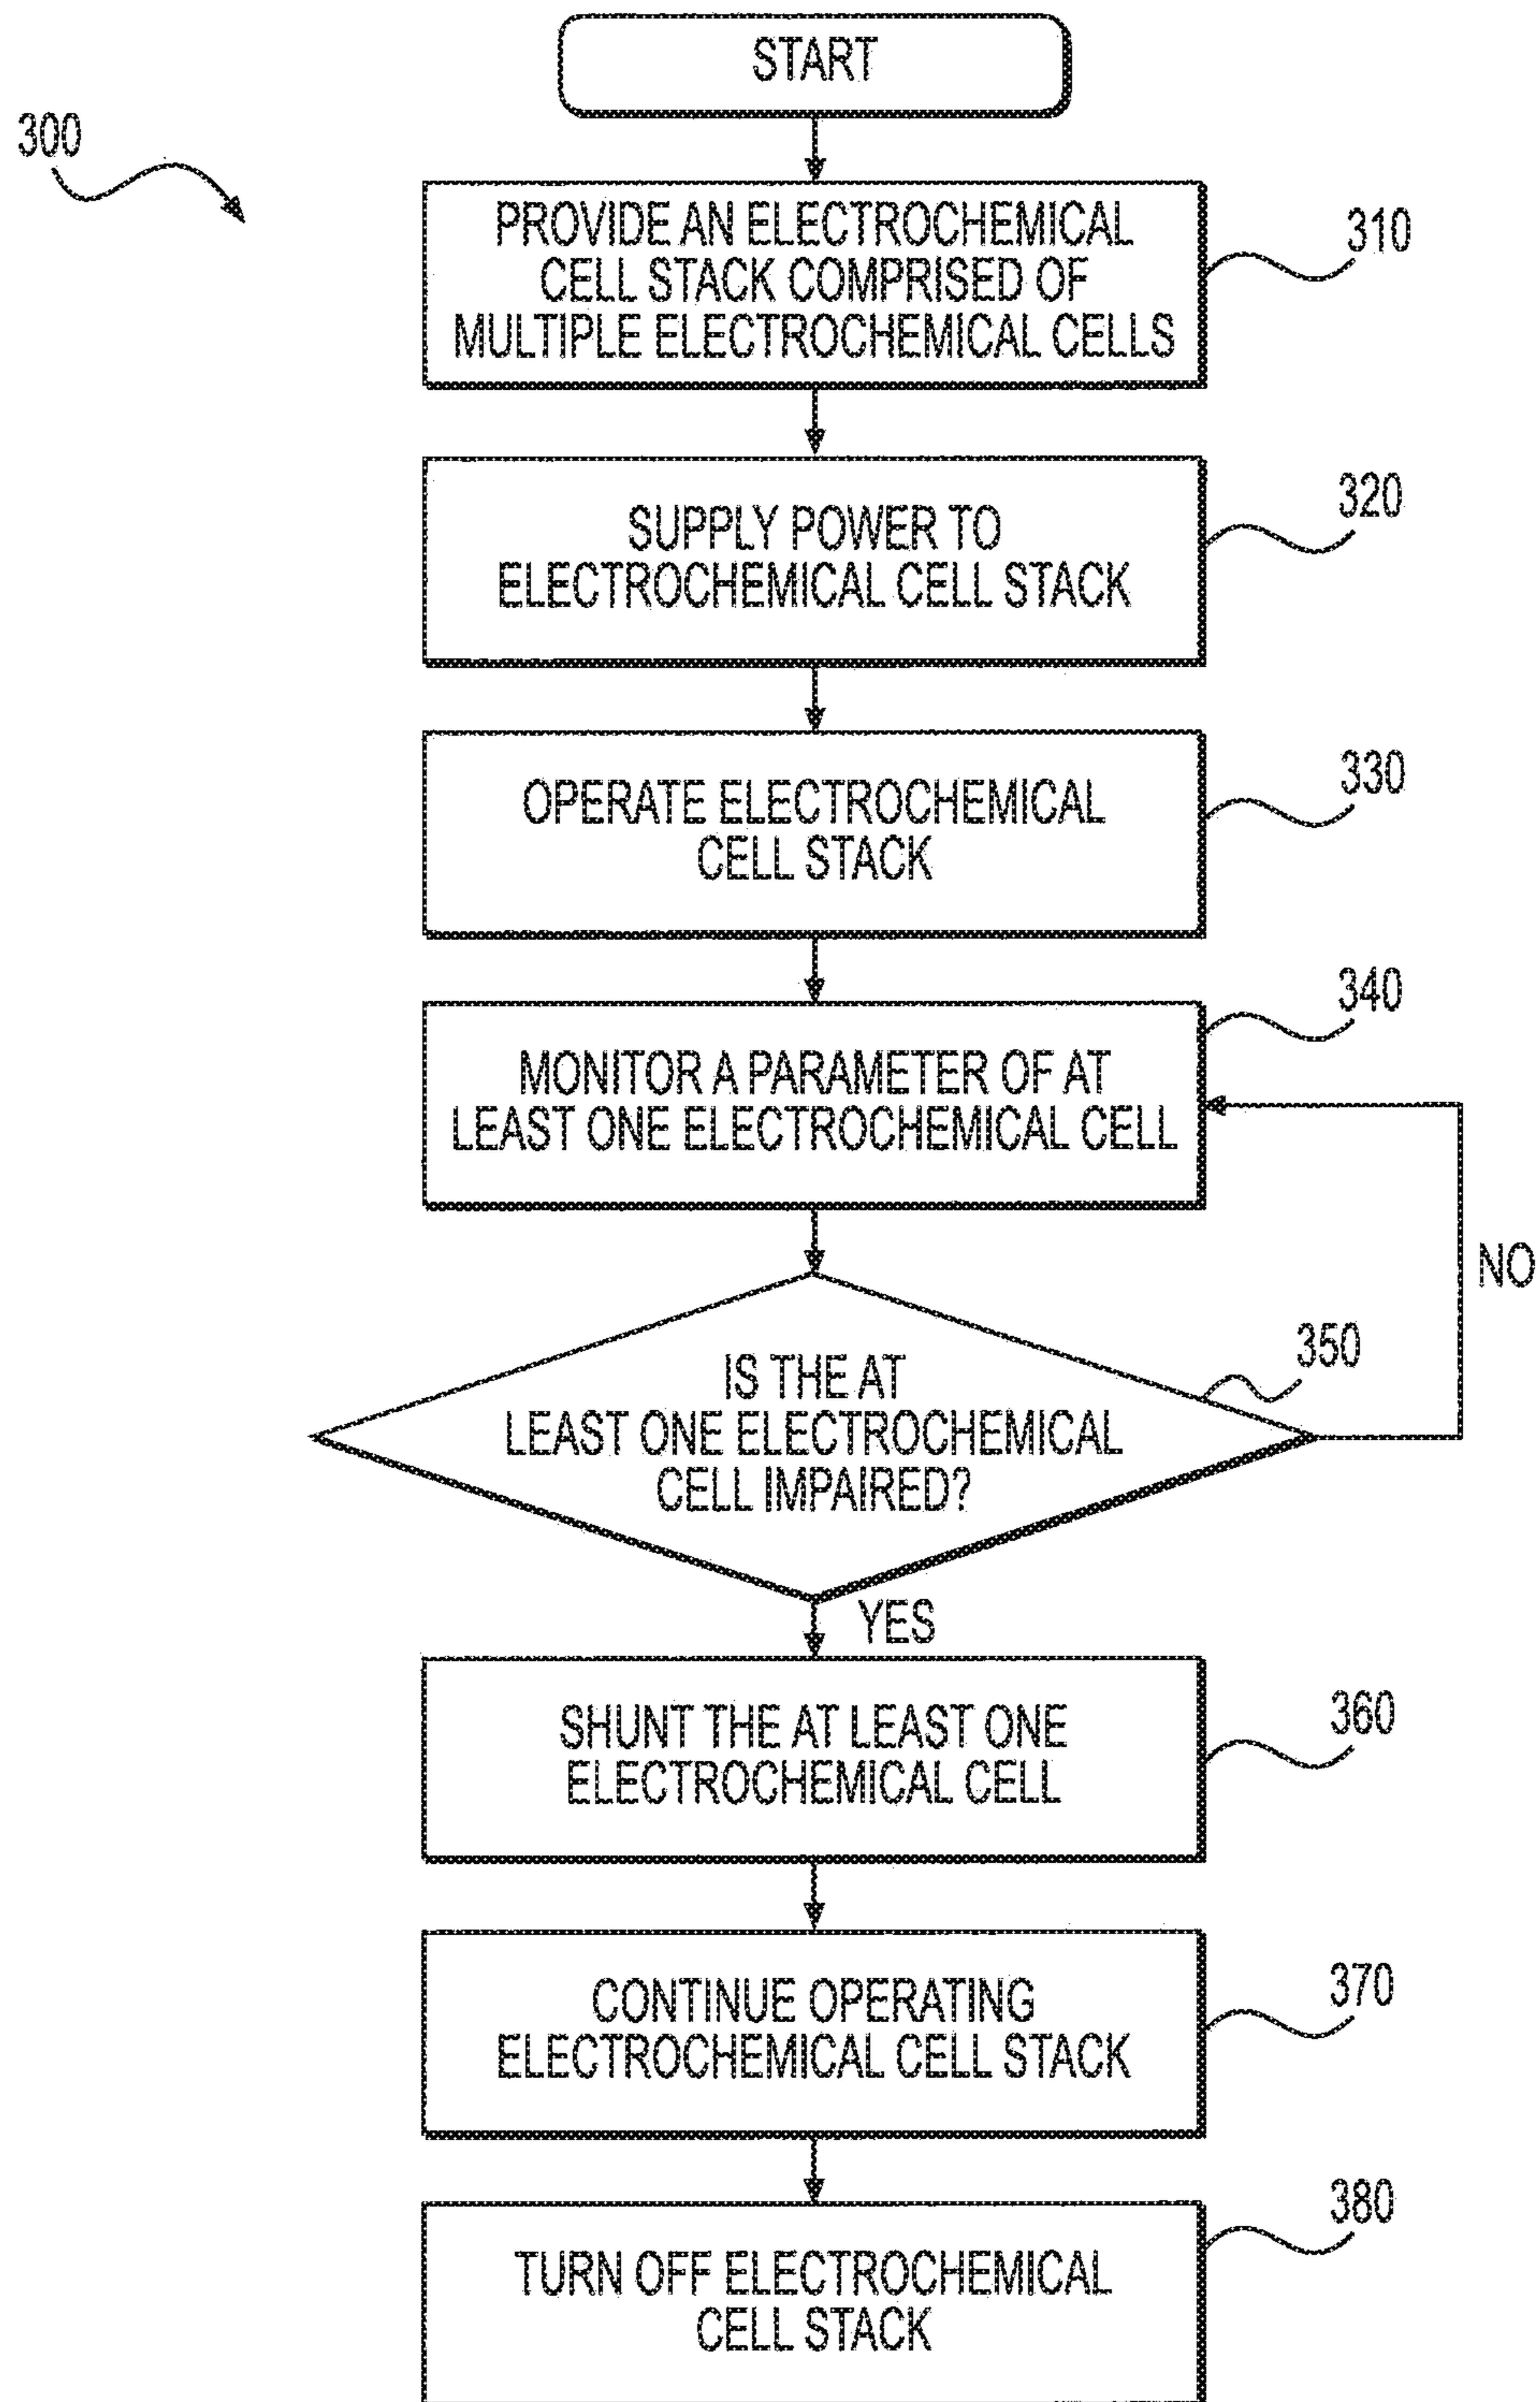 START
300
PROVIDE AN ELECTROCHEMICAL
CELL STACK COMPRISED OF
MULTIPLE ELECTROCHEMICAL CELLS
310
SUPPLY POWER TO
ELECTROCHEMICAL CELL STACK
320
OPERATE ELECTROCHEMICAL
CELL STACK
330
MONITOR A PARAMETER OF AT
LEAST ONE ELECTROCHEMICAL CELL
340
NO
IS THE AT
LEAST ONE ELECTROCHEMICAL
CELL IMPAIRED?
350
YES
SHUNT THE AT LEAST ONE
ELECTROCHEMICAL CELL
360
CONTINUE OPERATING
ELECTROCHEMICAL CELL STACK
370
TURN OFF ELECTROCHEMICAL
CELL STACK
380